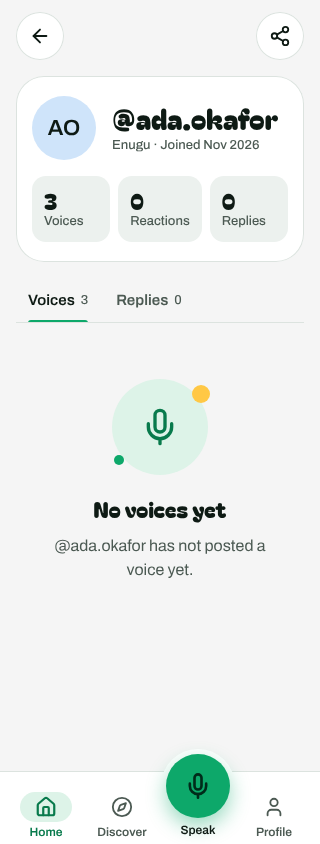 AO
@ada.okafor
Enugu · Joined Nov 2026
3
Voices
0
Reactions
0
Replies
Voices 3
Replies 0
No voices yet
@ada.okafor has not posted a
voice yet.
Home
Discover
Speak
Profile